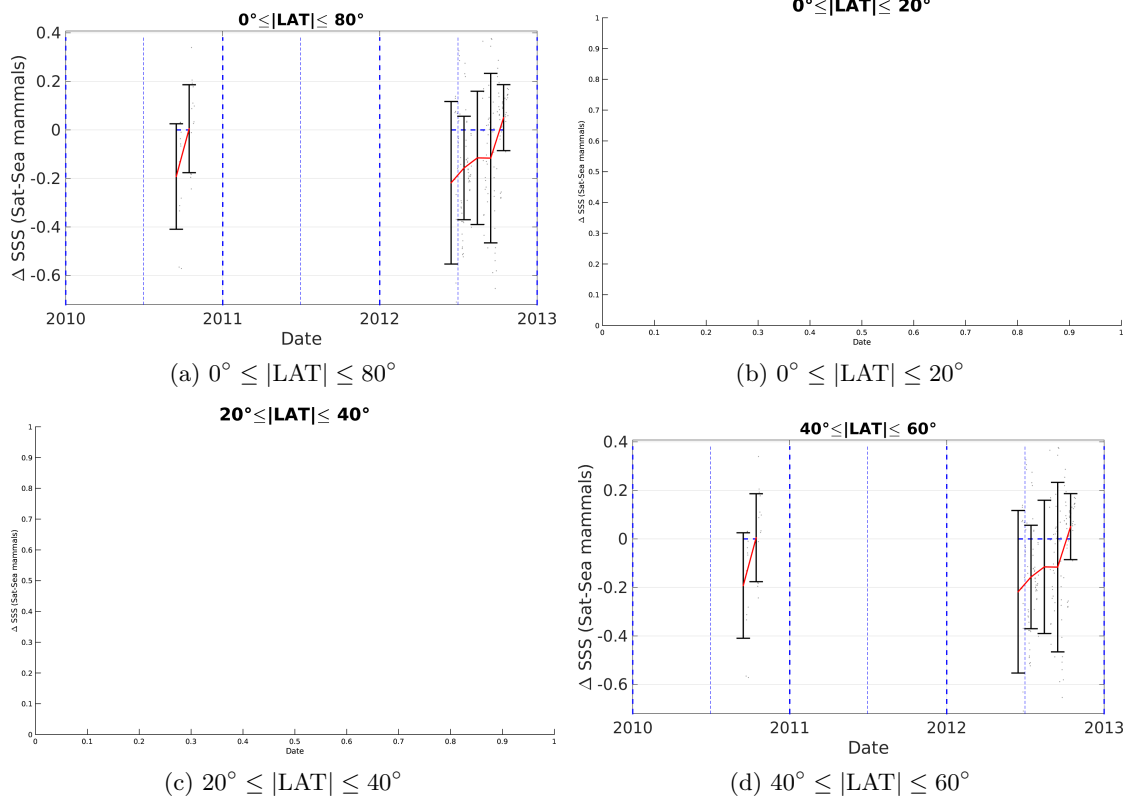 0°≤|LAT|≤ 80°
0.4
0.2
0
-0.2
-0.4
-0.6
Δ SSS (Sat-Sea mammals)
2010 2011 2012 2013
Date
(a) 0° ≤ |LAT| ≤ 80°
0°≤|LAT|≤ 20°
1
0.9
0.8
0.7
0.6
0.5
0.4
0.3
0.2
0.1
0
Δ SSS (Sat-Sea mammals)
0 0.1 0.2 0.3 0.4 0.5 0.6 0.7 0.8 0.9 1
Date
(b) 0° ≤ |LAT| ≤ 20°
20°≤|LAT|≤ 40°
1
0.9
0.8
0.7
0.6
0.5
0.4
0.3
0.2
0.1
0
Δ SSS (Sat-Sea mammals)
0 0.1 0.2 0.3 0.4 0.5 0.6 0.7 0.8 0.9 1
Date
(c) 20° ≤ |LAT| ≤ 40°
40°≤|LAT|≤ 60°
0.4
0.2
0
-0.2
-0.4
-0.6
Δ SSS (Sat-Sea mammals)
2010 2011 2012 2013
Date
(d) 40° ≤ |LAT| ≤ 60°